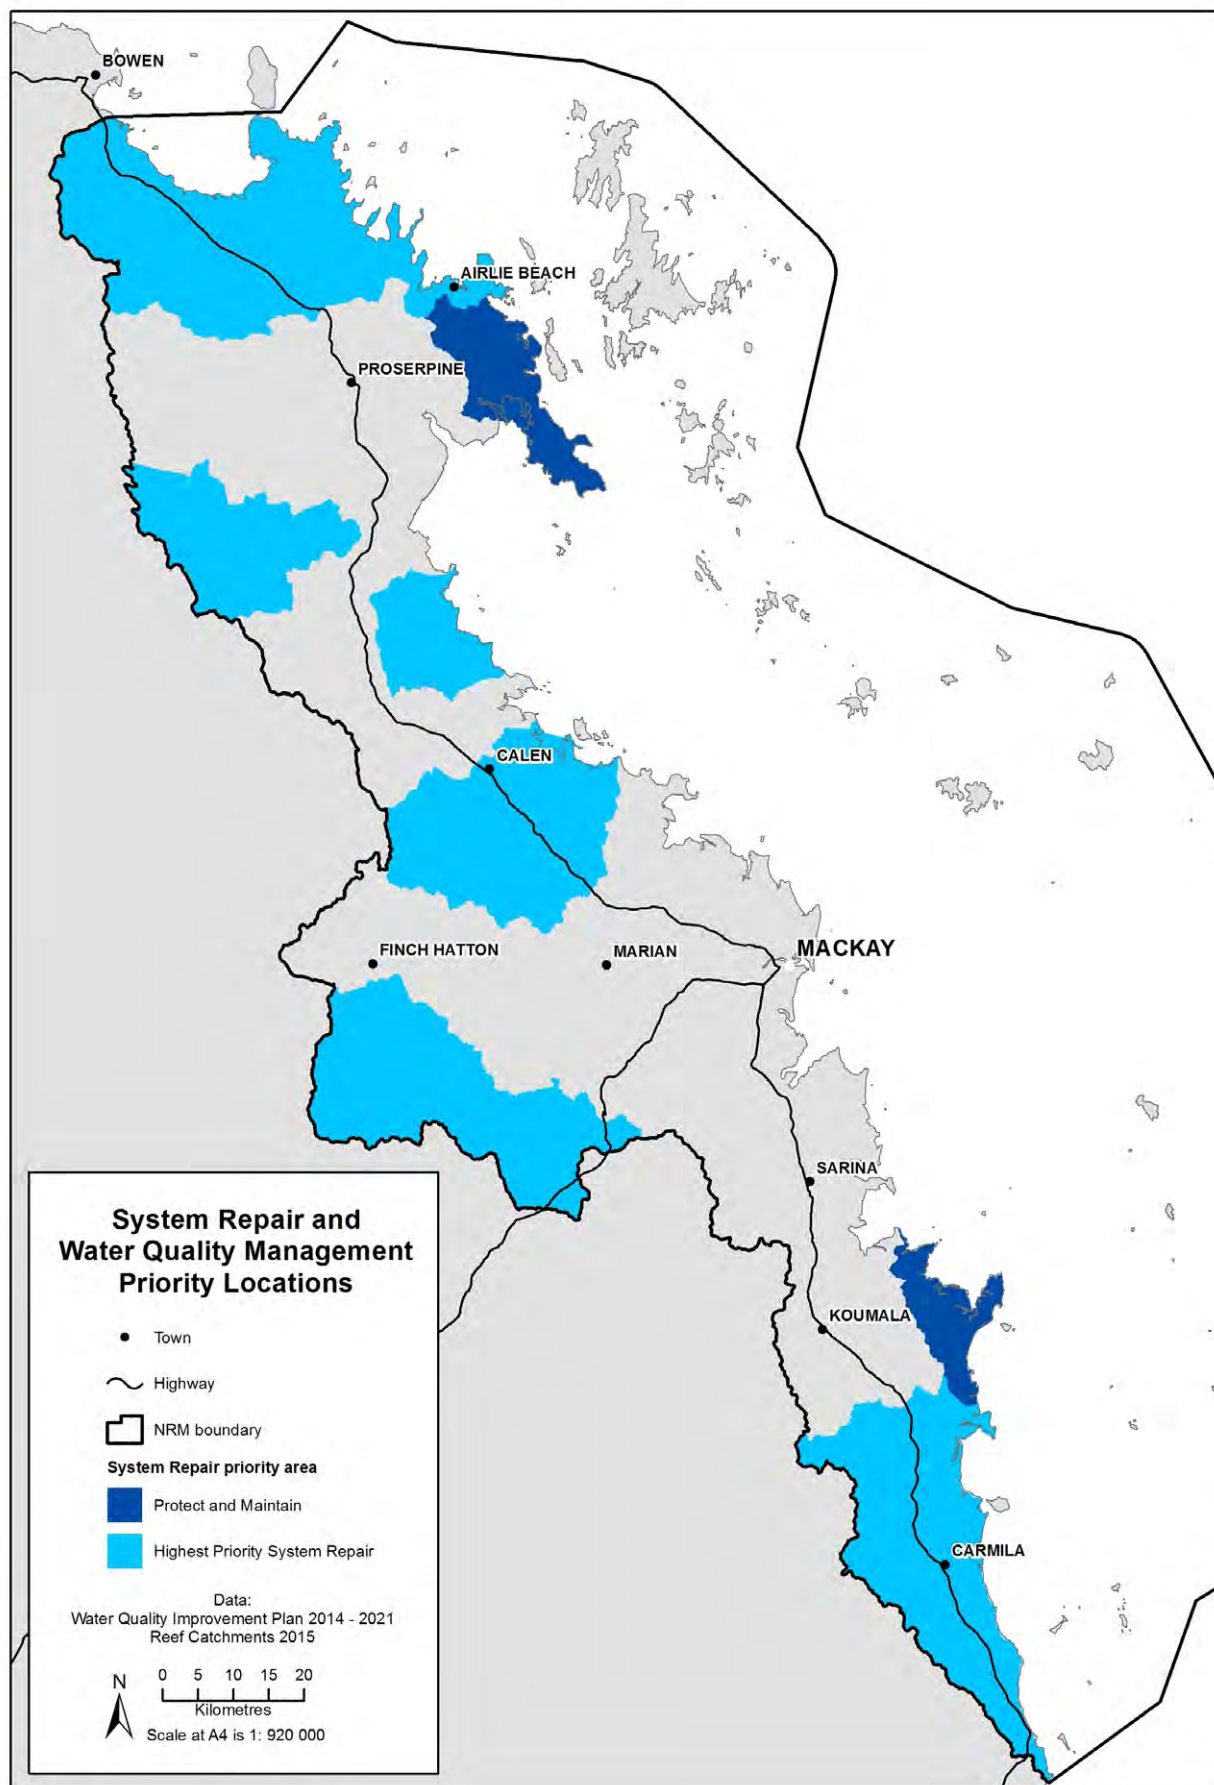 BOWEN
AIRLIE BEACH
PROSERPINE
CALEN
FINCH HATTON
MARIAN
MACKAY
SARINA
KOUMALA
CARMILA
System Repair and
Water Quality Management
Priority Locations
Town
Highway
NRM boundary
System Repair priority area
Protect and Maintain
Highest Priority System Repair
Data:
Water Quality Improvement Plan 2014 - 2021
Reef Catchments 2015
N
0 5 10 15 20
Kilometres
Scale at A4 is 1: 920 000